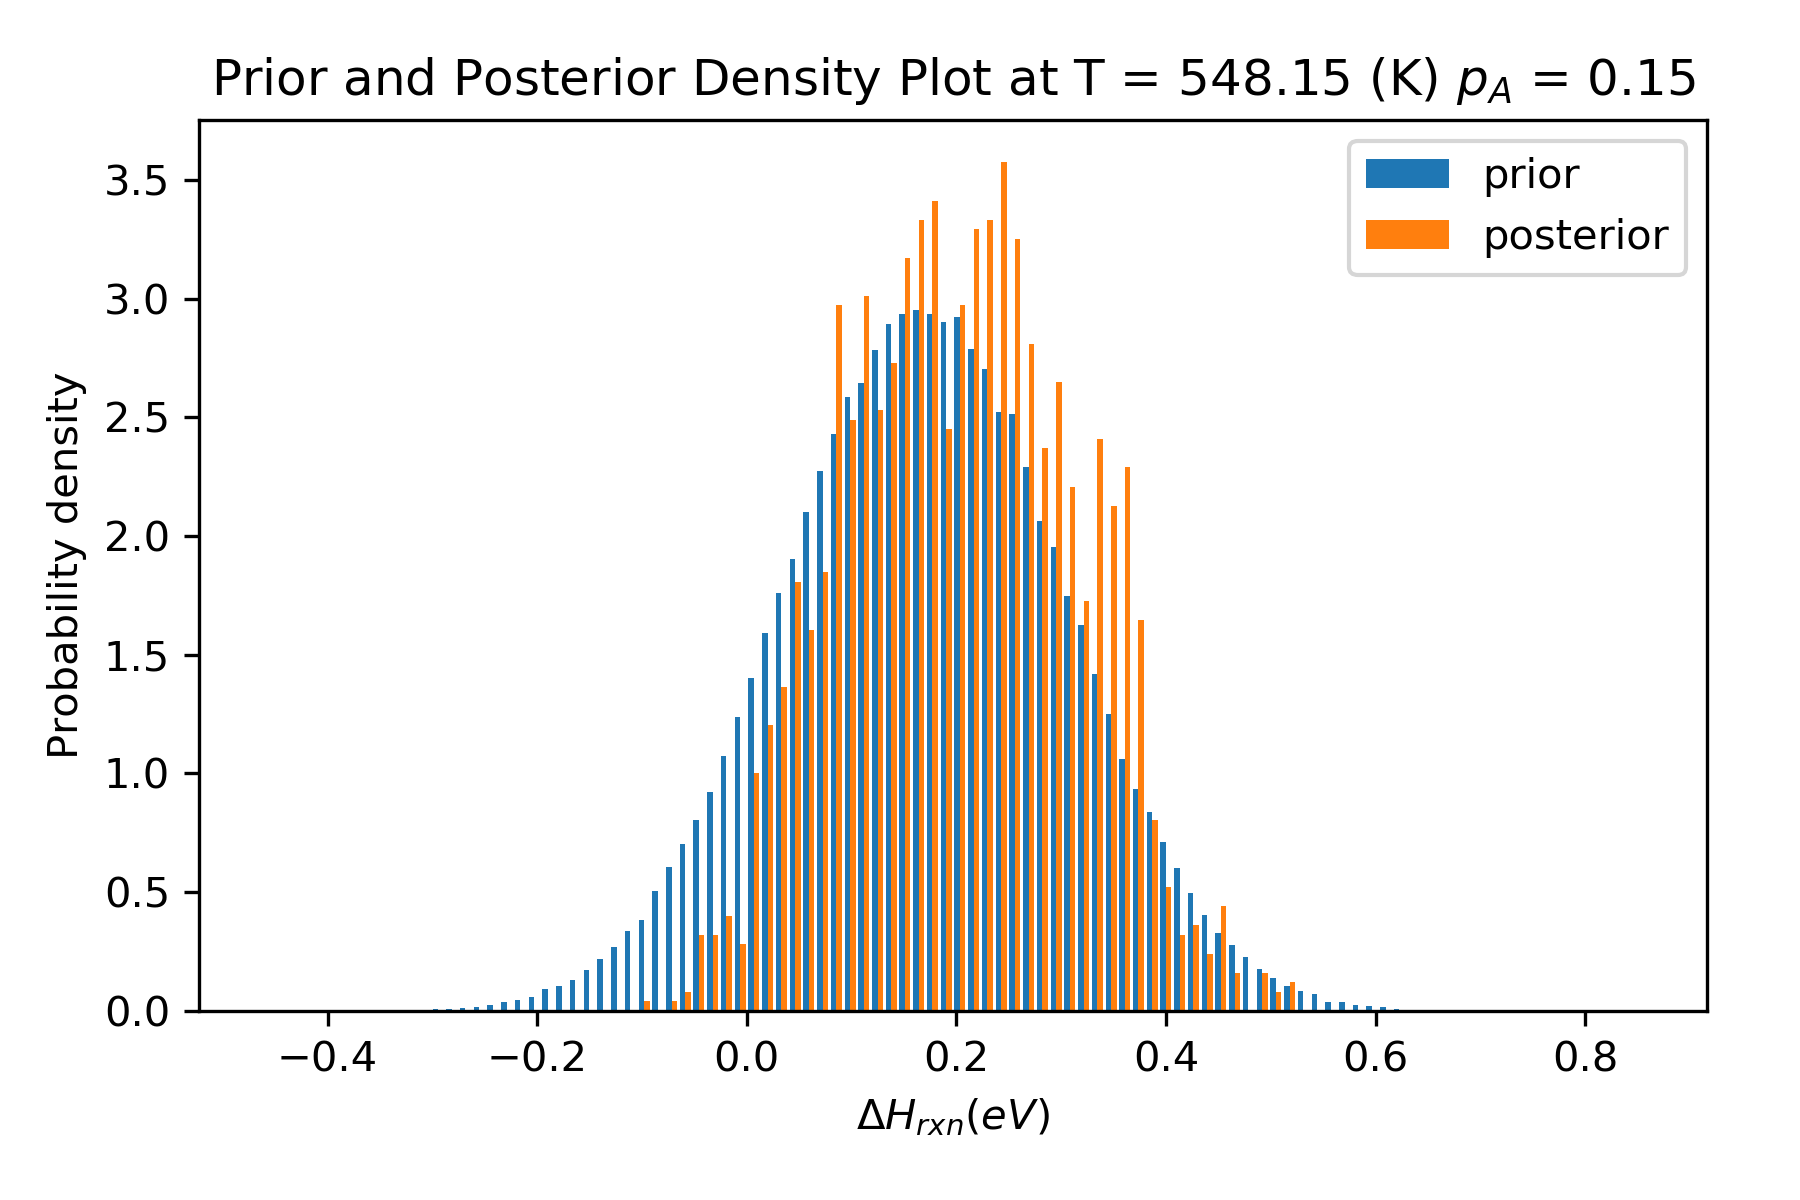 Prior and Posterior Density Plot at T = 548.15 (K) p_A = 0.15
prior
posterior
Probability density
3.5
3.0
2.5
2.0
1.5
1.0
0.5
0.0
−0.4 −0.2 0.0 0.2 0.4 0.6 0.8
ΔH_rxn(eV)